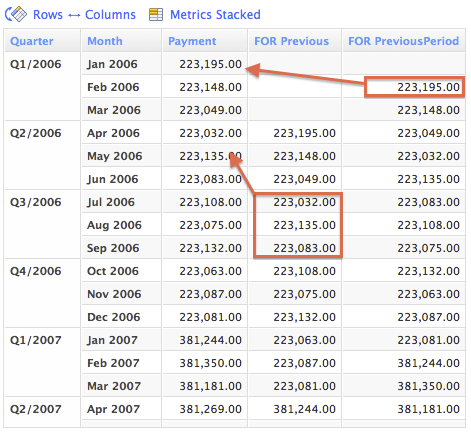 Rows ↔ Columns Metrics Stacked
Quarter Month Payment FOR Previous FOR PreviousPeriod
Q1/2006 Jan 2006 223,195.00
Feb 2006 223,148.00 223,195.00
Mar 2006 223,049.00 223,148.00
Q2/2006 Apr 2006 223,032.00 223,195.00 223,049.00
May 2006 223,135.00 223,148.00 223,032.00
Jun 2006 223,083.00 223,049.00 223,135.00
Q3/2006 Jul 2006 223,108.00 223,032.00 223,083.00
Aug 2006 223,075.00 223,135.00 223,108.00
Sep 2006 223,132.00 223,083.00 223,075.00
Q4/2006 Oct 2006 223,063.00 223,108.00 223,132.00
Nov 2006 223,087.00 223,075.00 223,063.00
Dec 2006 223,081.00 223,132.00 223,087.00
Q1/2007 Jan 2007 381,244.00 223,063.00 223,081.00
Feb 2007 381,350.00 223,087.00 381,244.00
Mar 2007 381,181.00 223,081.00 381,350.00
Q2/2007 Apr 2007 381,269.00 381,244.00 381,181.00